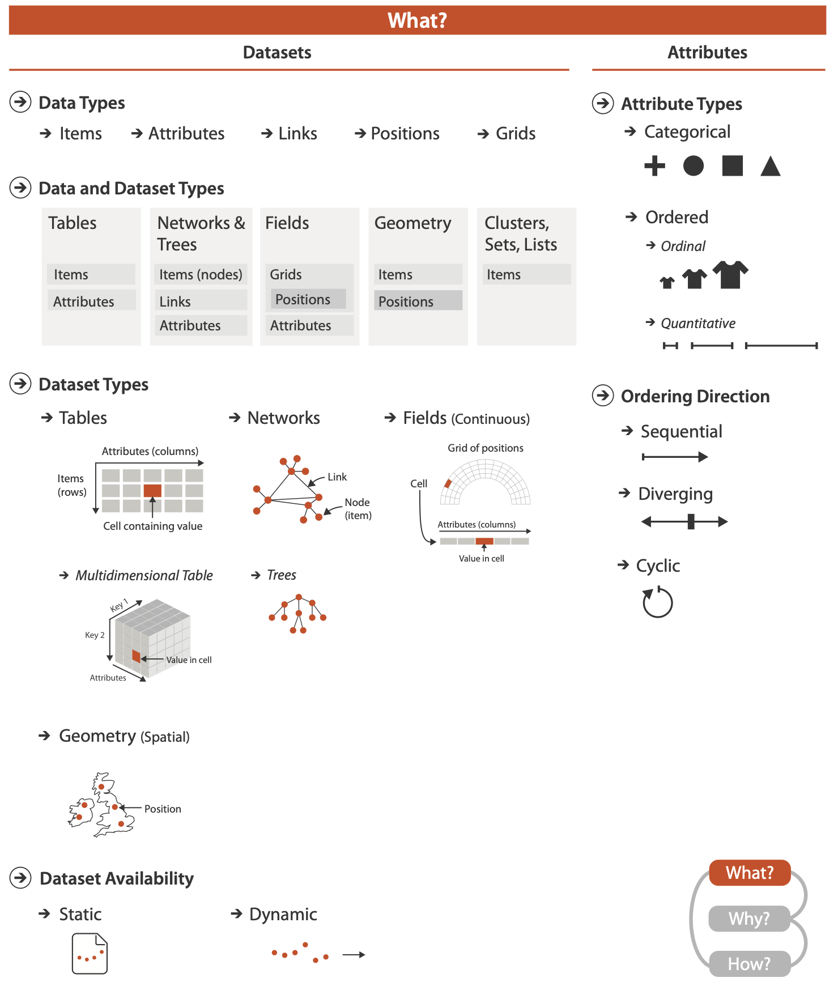 What?
Datasets
Attributes
Data Types
Items
Attributes
Links
Positions
Grids
Data and Dataset Types
Tables
Items
Attributes
Networks &
Trees
Items (nodes)
Links
Attributes
Fields
Grids
Positions
Attributes
Geometry
Items
Positions
Clusters,
Sets, Lists
Items
Dataset Types
Tables
Attributes (columns)
Items
(rows)
Cell containing value
Networks
Link
Node
(item)
Fields (Continuous)
Grid of positions
Cell
Attributes (columns)
Value in cell
Multidimensional Table
Key 1
Key 2
Value in cell
Attributes
Trees
Geometry (Spatial)
Position
Dataset Availability
Static
Dynamic
Attribute Types
Categorical
Ordered
Ordinal
Quantitative
Ordering Direction
Sequential
Diverging
Cyclic
What?
Why?
How?